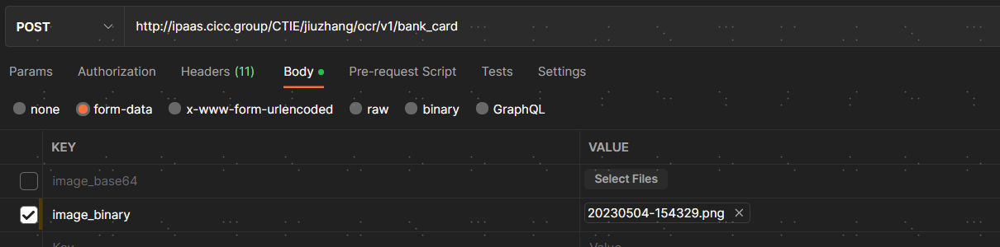 POST http://ipaas.cicc.group/CTIE/jiuzhang/ocr/v1/bank_card
Params Authorization Headers (11) Body Pre-request Script Tests Settings
none form-data x-www-form-urlencoded raw binary GraphQL
KEY VALUE
image_base64 Select Files
image_binary 20230504-154329.png
Key Value